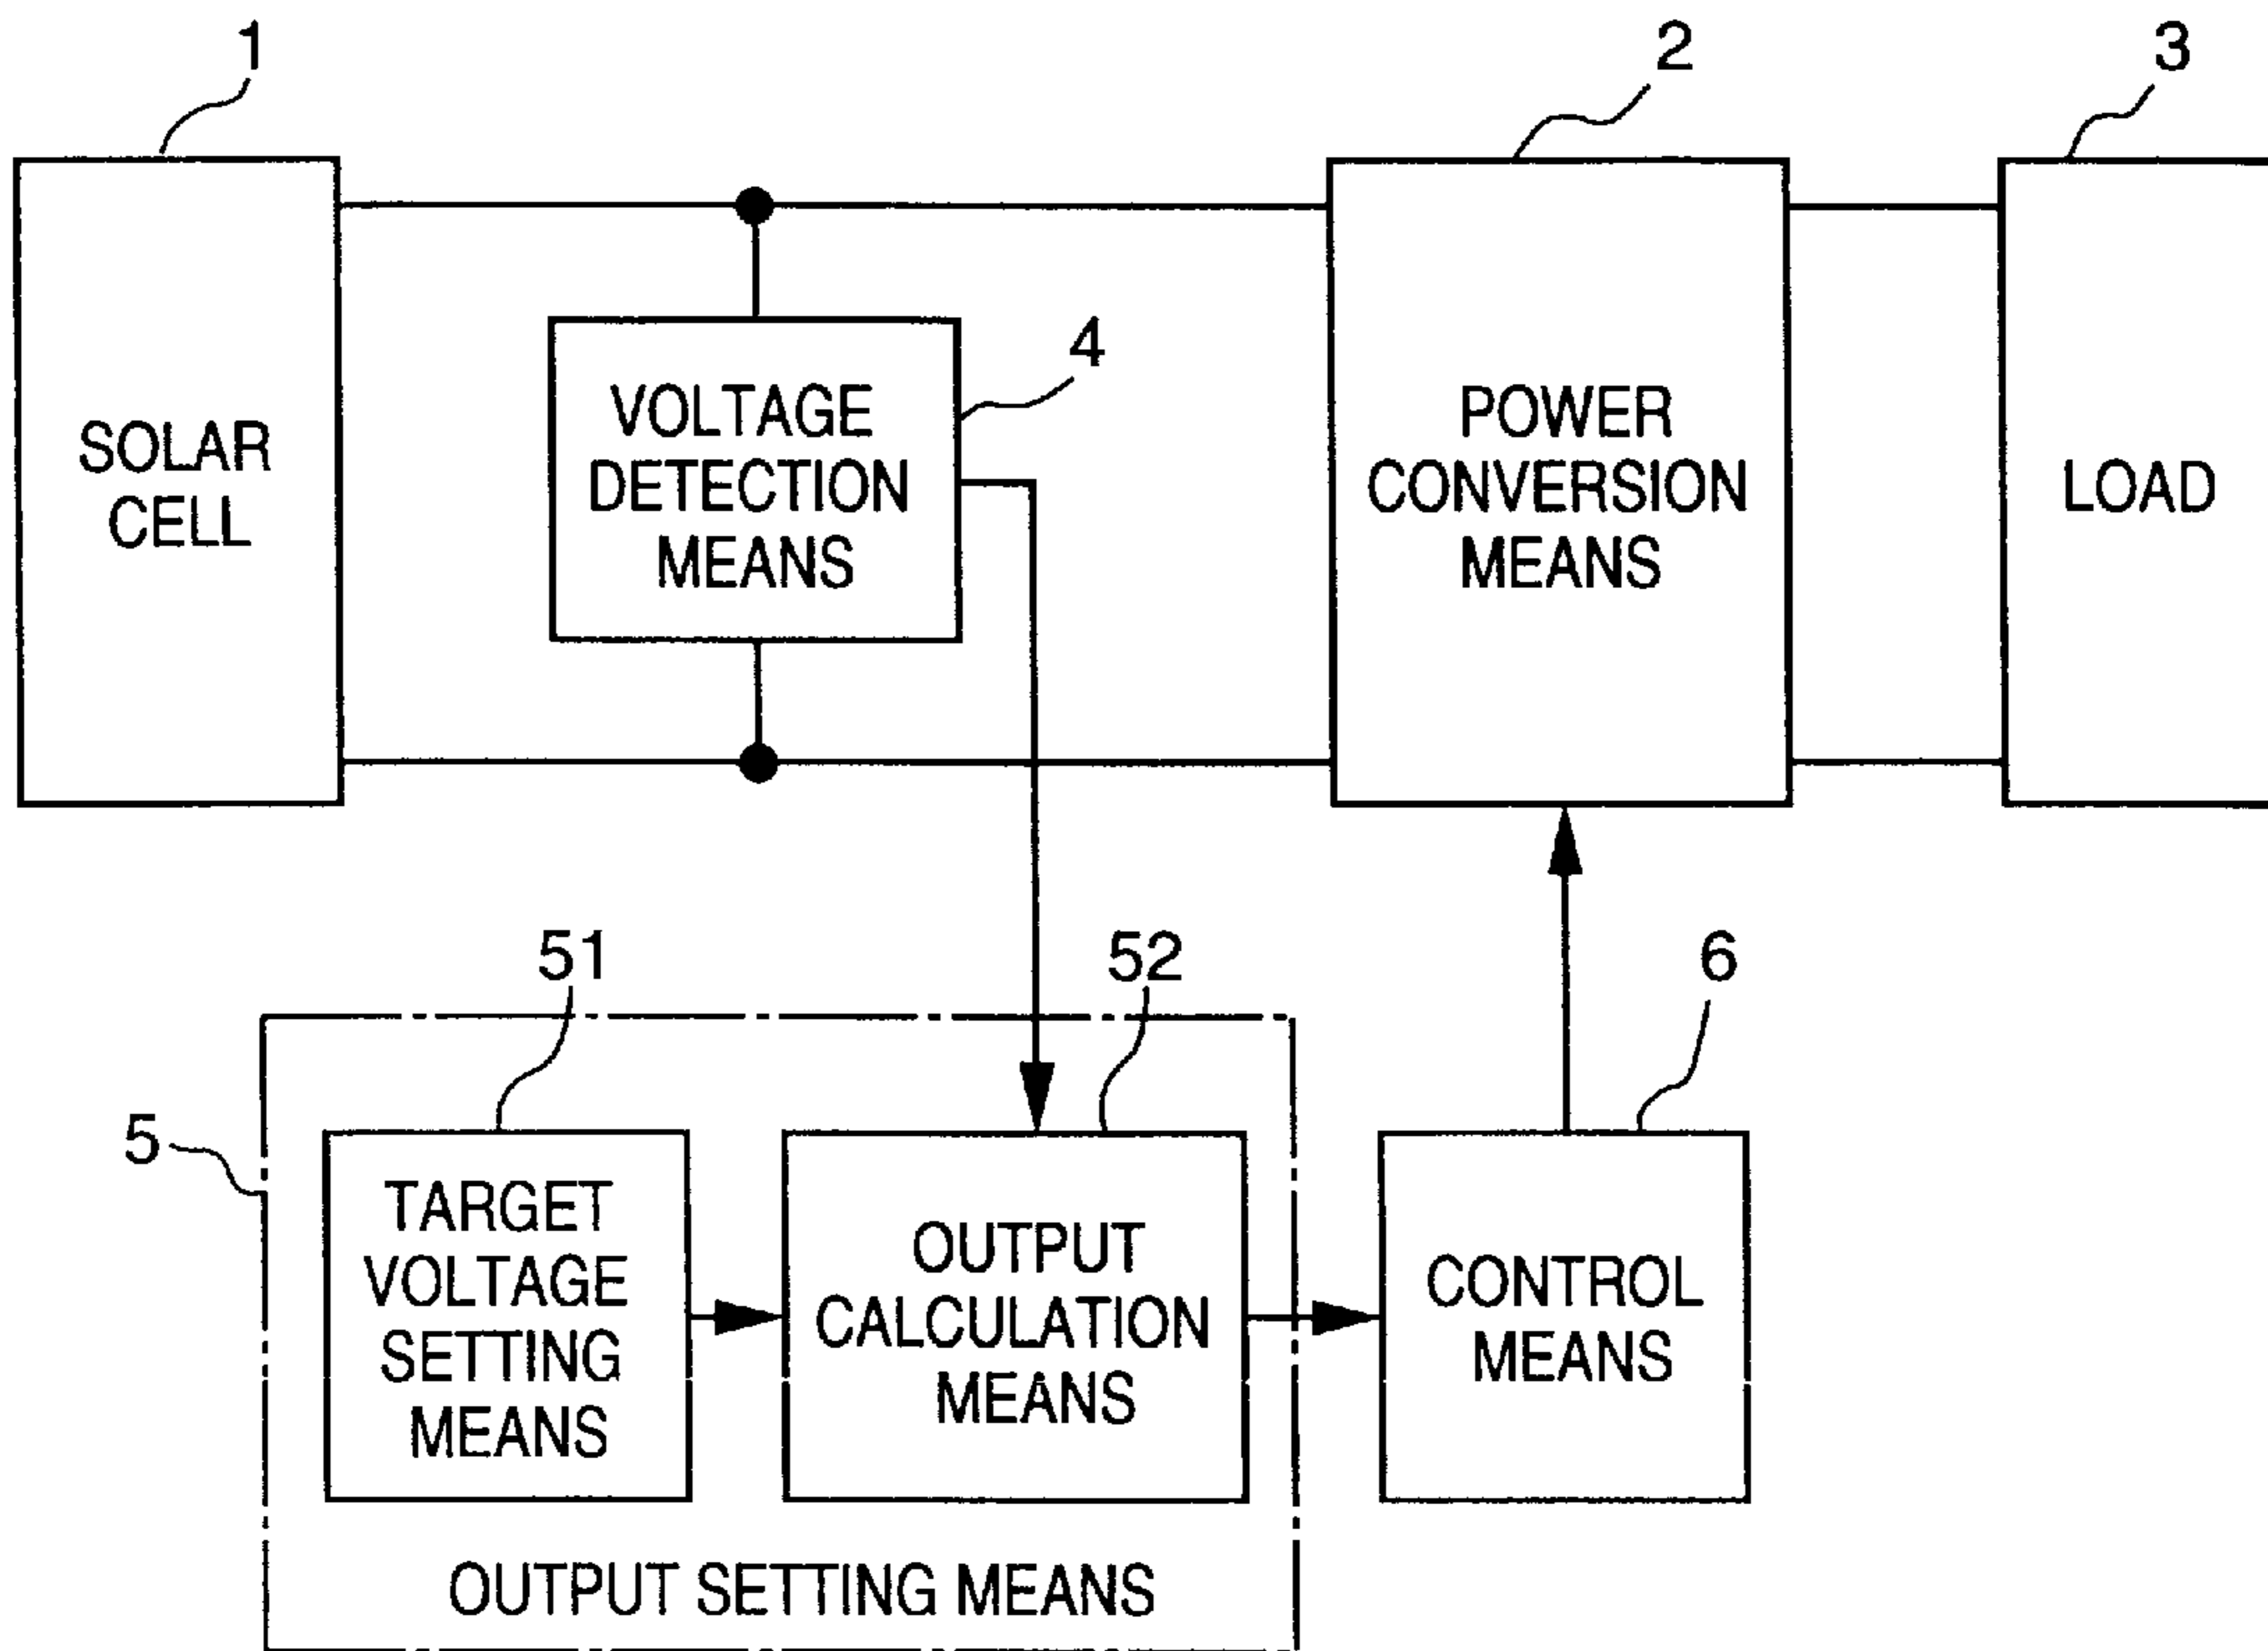 1
2
3
SOLAR
CELL
VOLTAGE
DETECTION
MEANS
4
POWER
CONVERSION
MEANS
LOAD
51
52
6
5
TARGET
VOLTAGE
SETTING
MEANS
OUTPUT
CALCULATION
MEANS
CONTROL
MEANS
OUTPUT SETTING MEANS